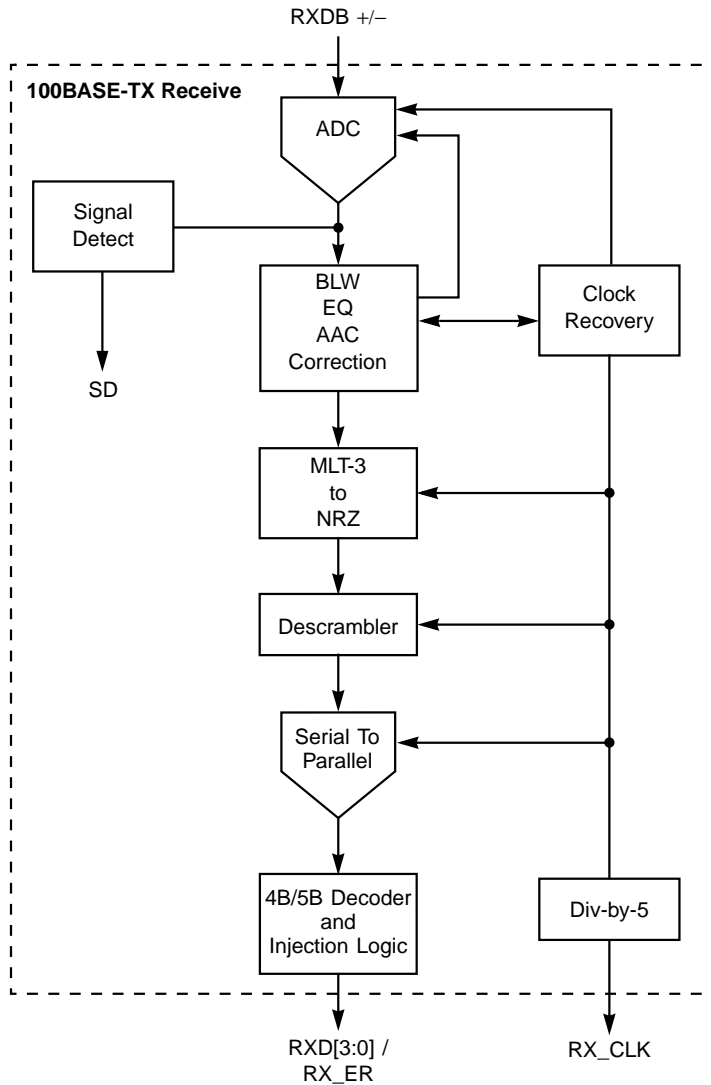 RXDB +/−
100BASE-TX Receive
ADC
Signal
Detect
BLW
EQ
AAC
Correction
Clock
Recovery
SD
MLT-3
to
NRZ
Descrambler
Serial To
Parallel
4B/5B Decoder
and
Injection Logic
Div-by-5
RXD[3:0] /
RX_ER
RX_CLK